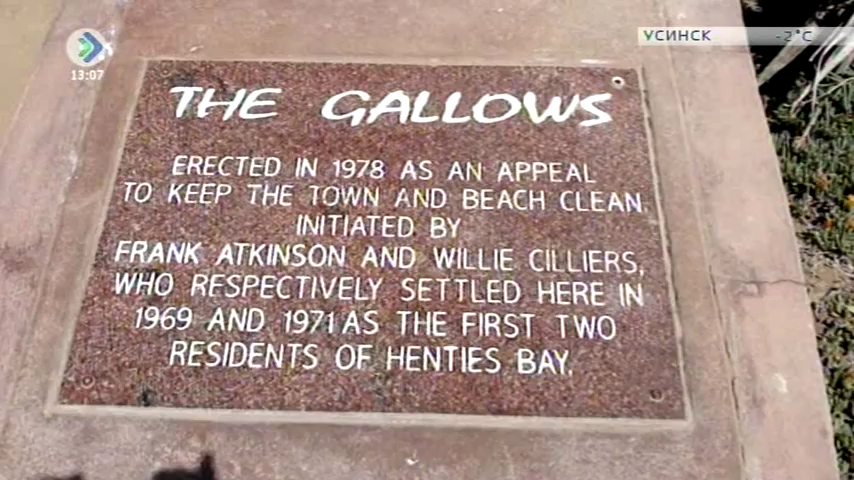 13:07
УСИНСК -2°C
THE GALLOWS
ERECTED IN 1978 AS AN APPEAL
TO KEEP THE TOWN AND BEACH CLEAN.
INITIATED BY
FRANK ATKINSON AND WILLIE CILLIERS,
WHO RESPECTIVELY SETTLED HERE IN
1969 AND 1971 AS THE FIRST TWO
RESIDENTS OF HENTIES BAY.